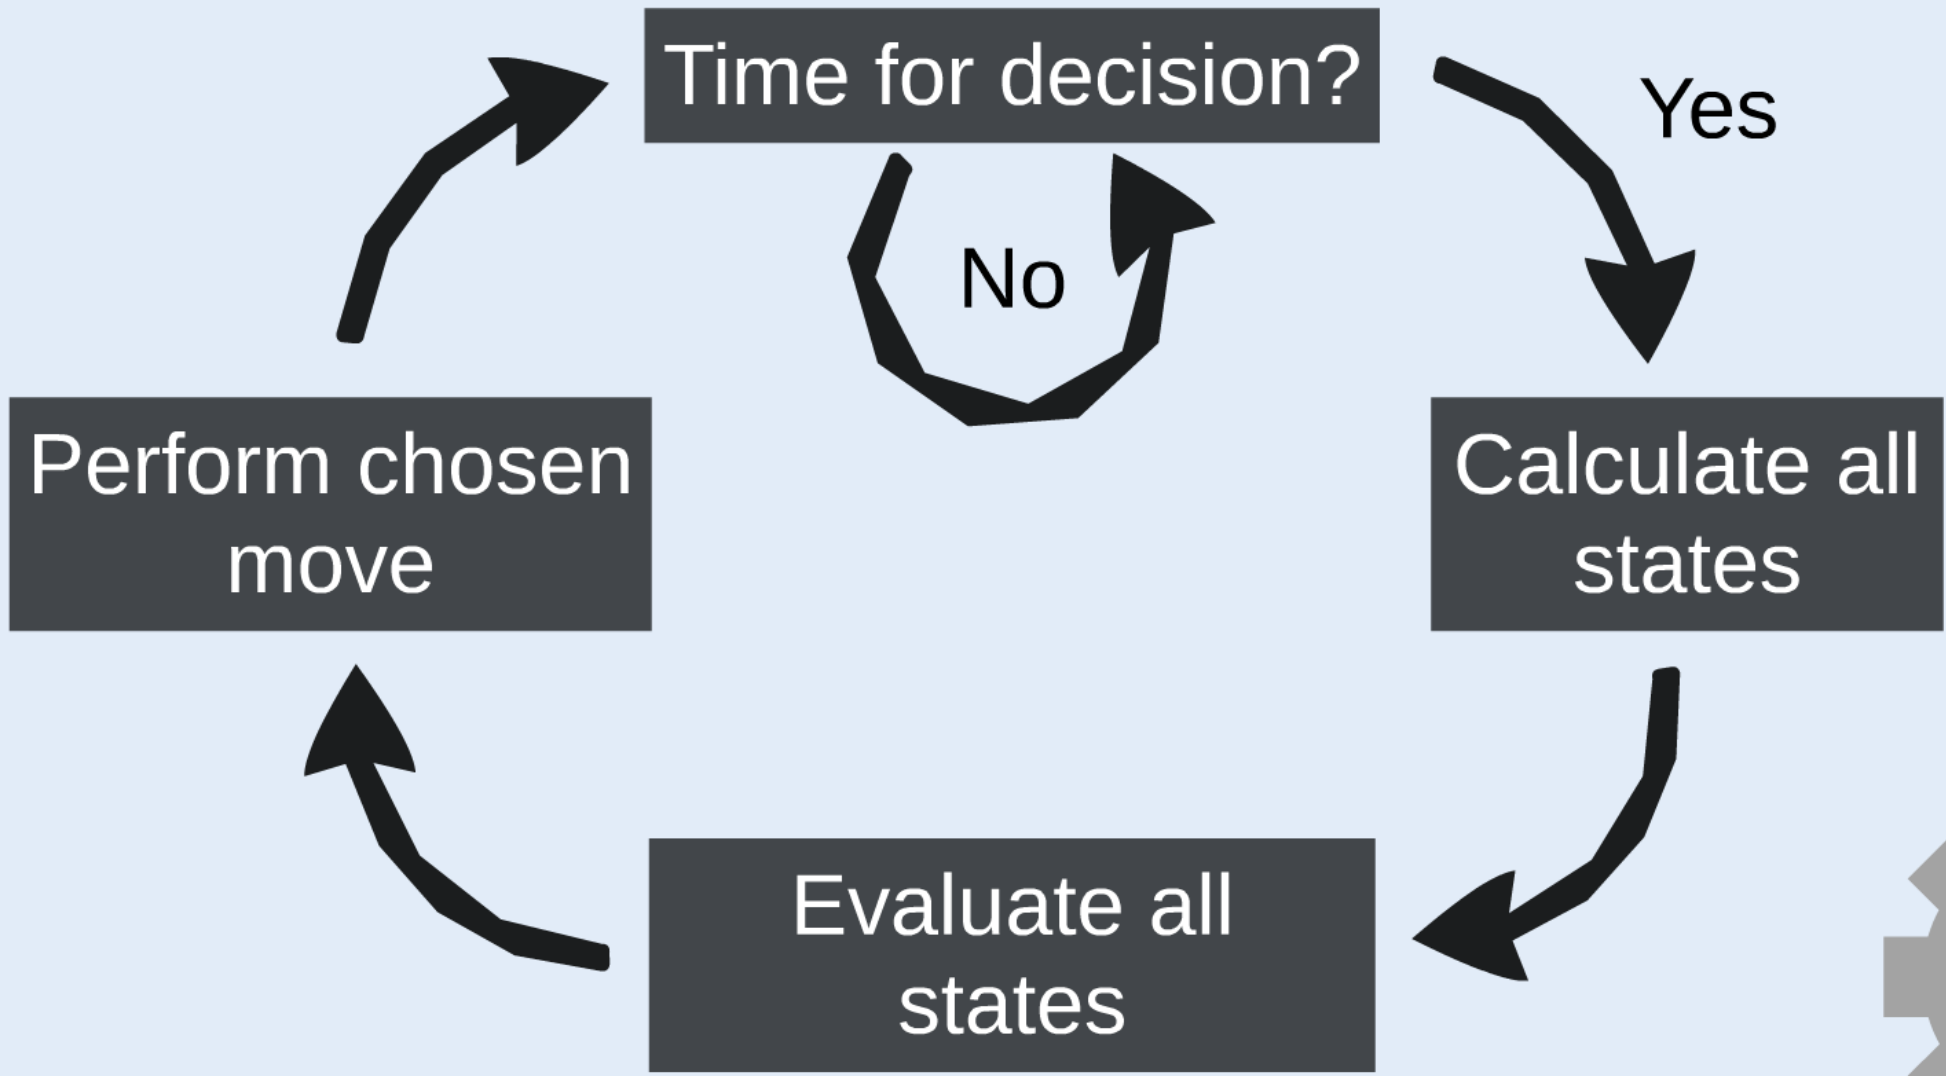 Time for decision?
Yes
No
Perform chosen
move
Calculate all
states
Evaluate all
states